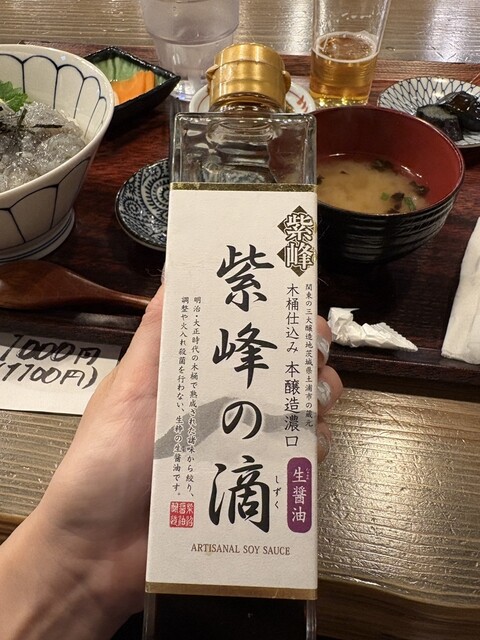 紫峰
関東の三大醸造地茨城県土浦市の蔵元
木桶仕込み 本醸造濃口
生醤油
紫峰の滴
しずく
明治・大正時代の木桶で熟成された諸味から絞り、
調整や火入れ殺菌を行わない、生粋の生醤油です。
ARTISANAL SOY SAUCE
1000円
(1100円)